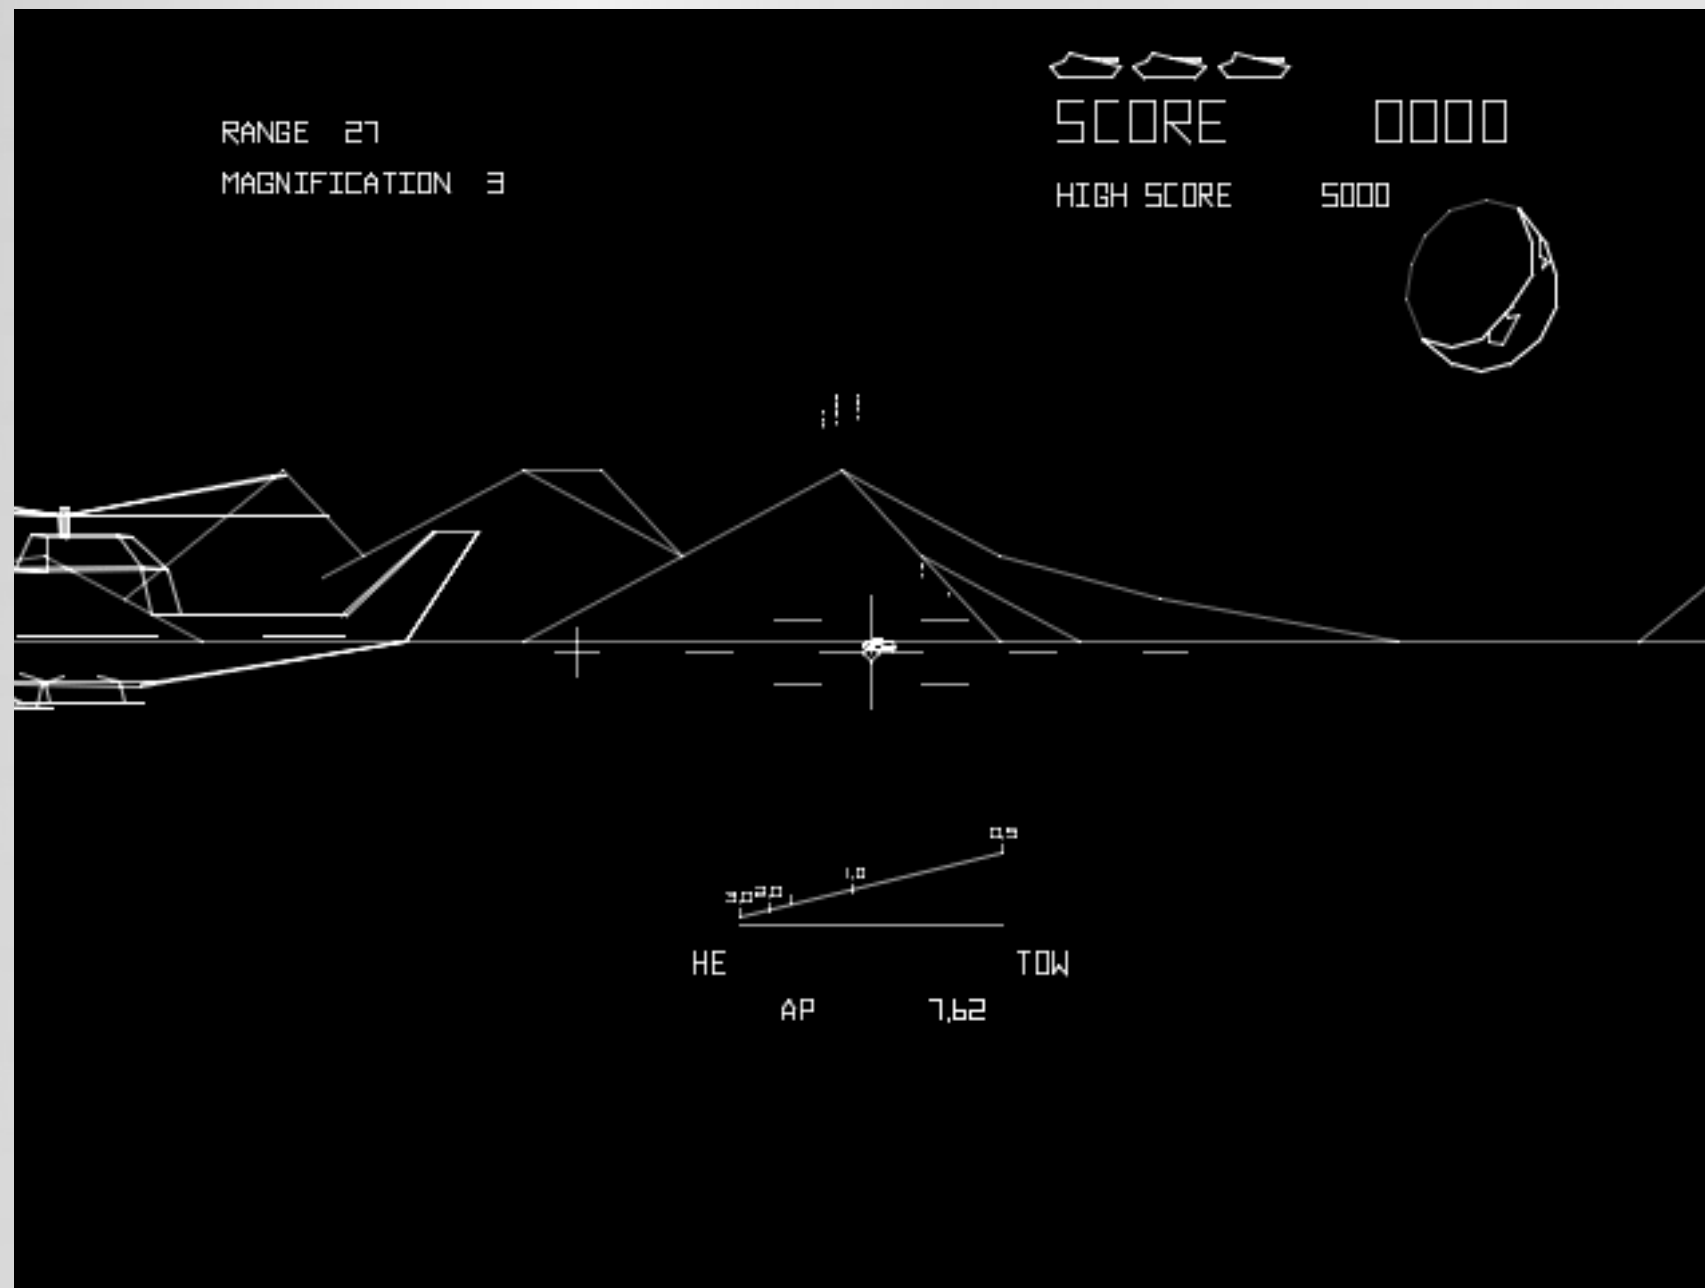 RANGE 27
MAGNIFICATION 3
SCORE 0000
HIGH SCORE 5000
0.5
1.0
3.0 2.0
HE TOW
AP 7.62